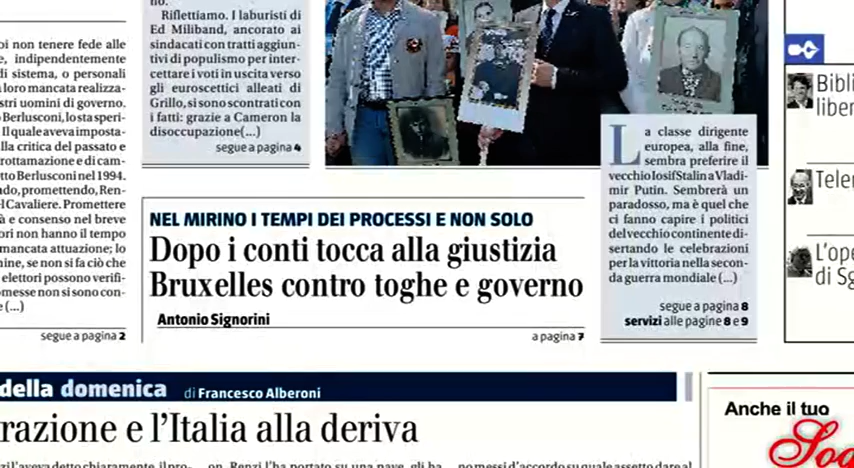 no.
Riflettiamo. I laburisti di
Ed Miliband, ancorato ai
sindacati con tratti aggiun-
tivi di populismo per inter-
cettare i voti in uscita verso
gli euroscettici alleati di
Grillo, si sono scontrati con
i fatti: grazie a Cameron la
disoccupazione(...)
segue a pagina 4
oi non tenere fede alle
e, indipendentemente
di sistema, o personali
a loro mancata realizza-
stri uomini di governo.
Berlusconi, lo sta speri-
Il quale aveva imposta-
lla critica del passato e
rottamazione e di cam-
tto Berlusconi nel 1994.
ndo, promettendo, Ren-
l Cavaliere. Promettere
à e consenso nel breve
ori non hanno il tempo
mancata attuazione; lo
ine, se non si fa ciò che
elettori possono verifi-
messe non si sono con-
e (...)
segue a pagina 2
NEL MIRINO I TEMPI DEI PROCESSI E NON SOLO
Dopo i conti tocca alla giustizia
Bruxelles contro toghe e governo
Antonio Signorini
a pagina 7
La classe dirigente
europea, alla fine,
sembra preferire il
vecchio Iosif Stalin a Vladi-
mir Putin. Sembrerà un
paradosso, ma è quel che
ci fanno capire i politici
del vecchio continente di-
sertando le celebrazioni
per la vittoria nella secon-
da guerra mondiale (...)
segue a pagina 8
servizi alle pagine 8 e 9
Bibli
liber
Teler
L'ope
di Sg
della domenica di Francesco Alberoni
razione e l'Italia alla deriva
Anche il tuo